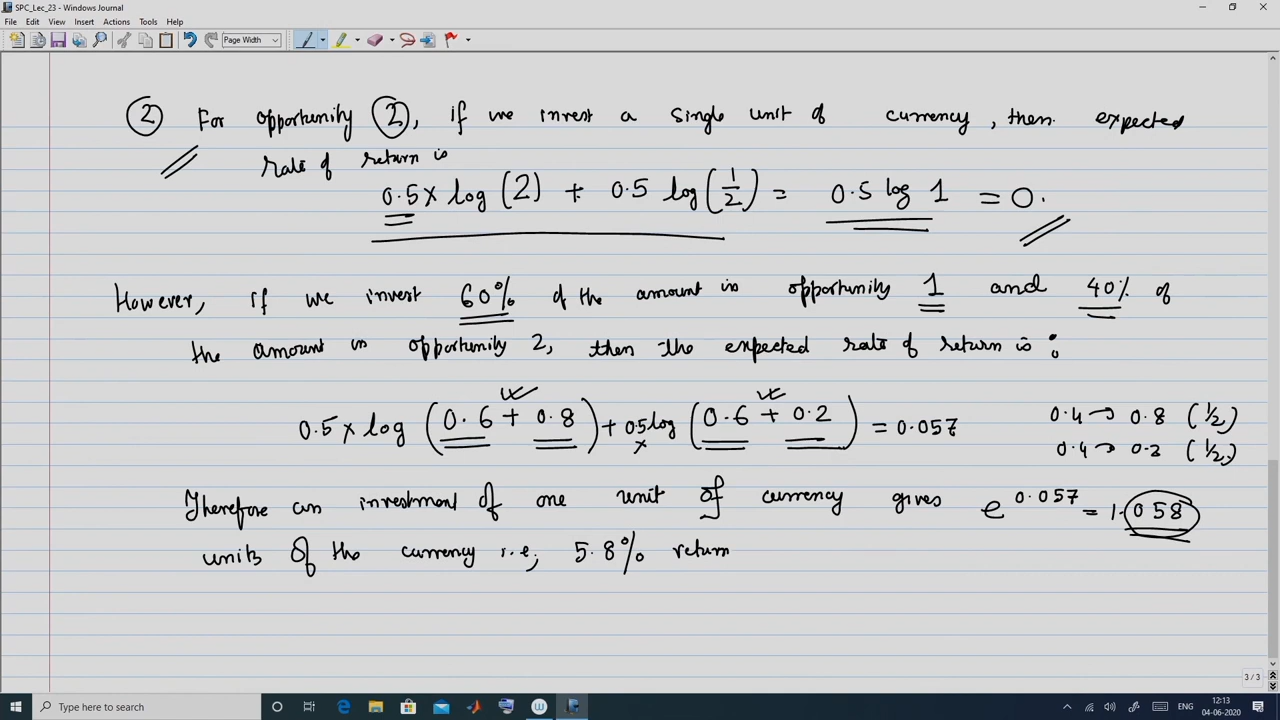 SPC_Lec_23 - Windows Journal
File Edit View Insert Actions Tools Help
Page Width
② For opportunity ②, if we invest a single unit of currency, then expected
rate of return is
0.5 × log (2) + 0.5 log (1/2) = 0.5 log 1 = 0.
However, if we invest 60% of the amount in opportunity 1 and 40% of
the amount in opportunity 2, then the expected rate of return is :
0.5 × log (0.6 + 0.8) + 0.5 × log (0.6 + 0.2) = 0.057
0.4 → 0.8 (1/2)
0.4 → 0.2 (1/2)
Therefore an investment of one unit of currency gives e^0.057 = 1.058
units of the currency i.e; 5.8% return
3 / 3
Type here to search
12:13
04-06-2020